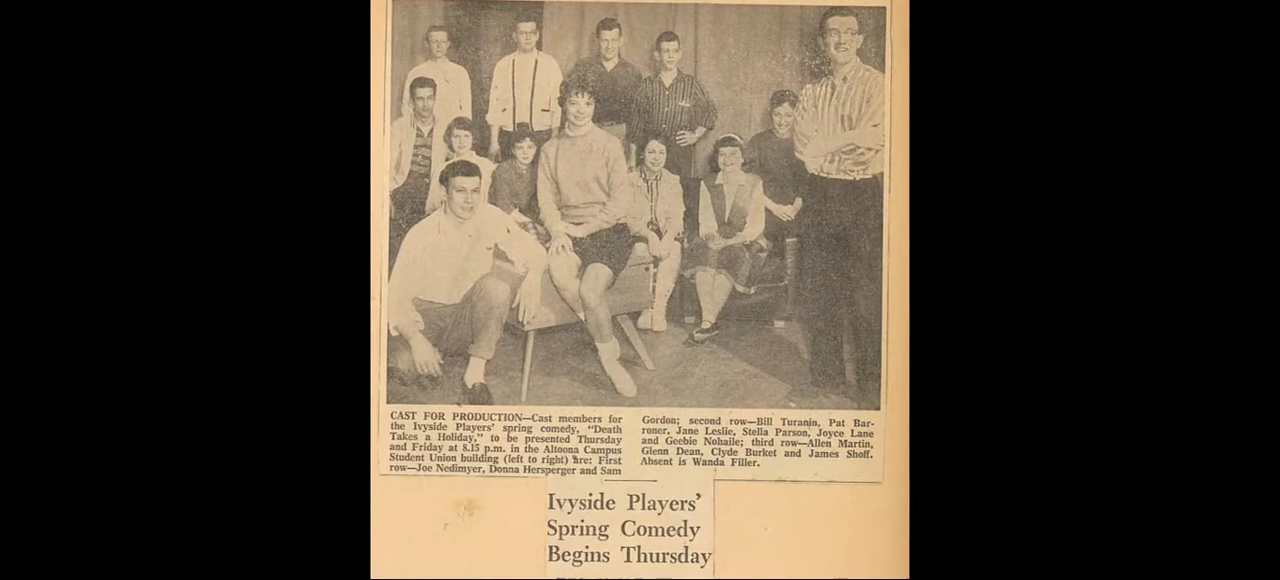 CAST FOR PRODUCTION—Cast members for
the Ivyside Players' spring comedy, "Death
Takes a Holiday," to be presented Thursday
and Friday at 8.15 p.m. in the Altoona Campus
Student Union building (left to right) are: First
row—Joe Nedimyer, Donna Hersperger and Sam
Gordon; second row—Bill Turanin, Pat Bar-
roner, Jane Leslie, Stella Parson, Joyce Lane
and Geebie Nohaile; third row—Allen Martin,
Glenn Dean, Clyde Burket and James Shoff.
Absent is Wanda Filler.
Ivyside Players'
Spring Comedy
Begins Thursday